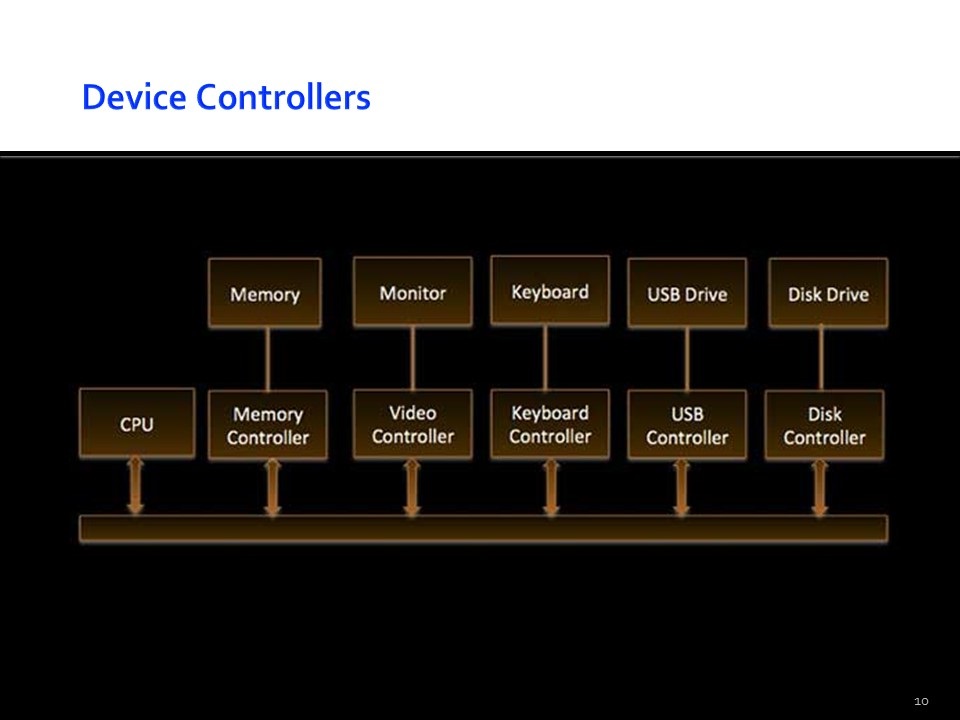 Device Controllers
Memory
Monitor
Keyboard
USB Drive
Disk Drive
CPU
Memory
Controller
Video
Controller
Keyboard
Controller
USB
Controller
Disk
Controller
10